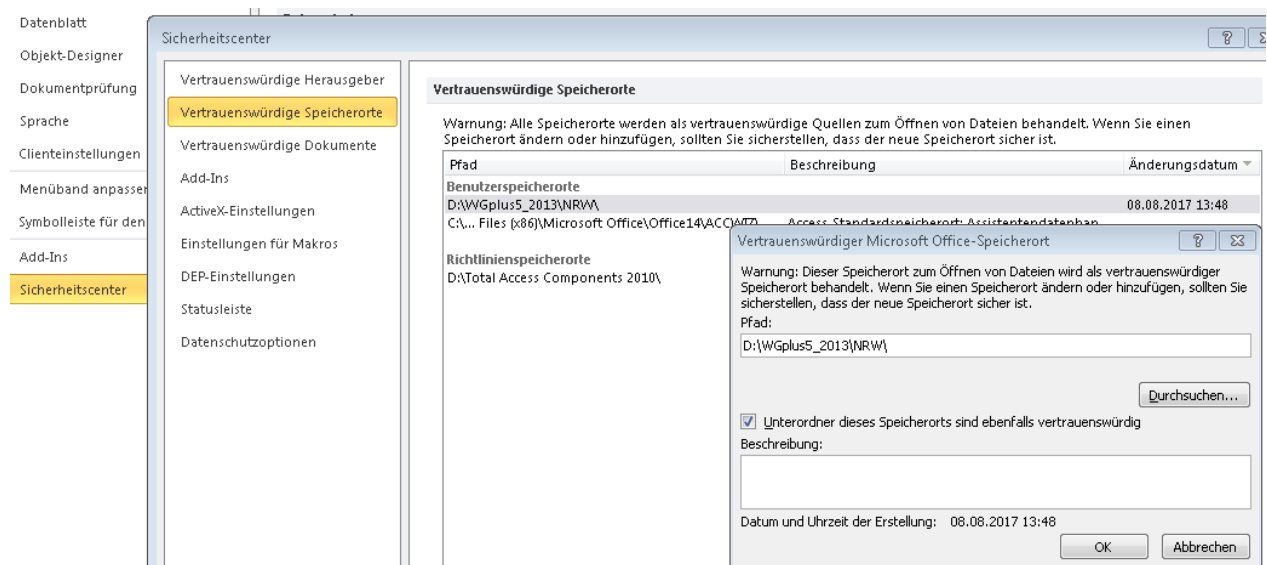 Datenblatt
Objekt-Designer
Dokumentprüfung
Sprache
Clienteinstellungen
Menüband anpasser
Symbolleiste für den
Add-Ins
Sicherheitscenter
Sicherheitscenter
Vertrauenswürdige Herausgeber
Vertrauenswürdige Speicherorte
Vertrauenswürdige Dokumente
Add-Ins
ActiveX-Einstellungen
Einstellungen für Makros
DEP-Einstellungen
Statusleiste
Datenschutzoptionen
Vertrauenswürdige Speicherorte
Warnung: Alle Speicherorte werden als vertrauenswürdige Quellen zum Öffnen von Dateien behandelt. Wenn Sie einen
Speicherort ändern oder hinzufügen, sollten Sie sicherstellen, dass der neue Speicherort sicher ist.
Pfad Beschreibung Änderungsdatum
Benutzerspeicherorte
D:\WGplus5_2013\NRW\ 08.08.2017 13:48
C:\... Files (x86)\Microsoft Office\Office14\ACCWIZ\ Access-Standardspeicherort: Assistentendatenban
Richtlinienspeicherorte
D:\Total Access Components 2010\
Vertrauenswürdiger Microsoft Office-Speicherort
Warnung: Dieser Speicherort zum Öffnen von Dateien wird als vertrauenswürdiger
Speicherort behandelt. Wenn Sie einen Speicherort ändern oder hinzufügen, sollten Sie
sicherstellen, dass der neue Speicherort sicher ist.
Pfad:
D:\WGplus5_2013\NRW\
Durchsuchen...
Unterordner dieses Speicherorts sind ebenfalls vertrauenswürdig
Beschreibung:
Datum und Uhrzeit der Erstellung: 08.08.2017 13:48
OK Abbrechen